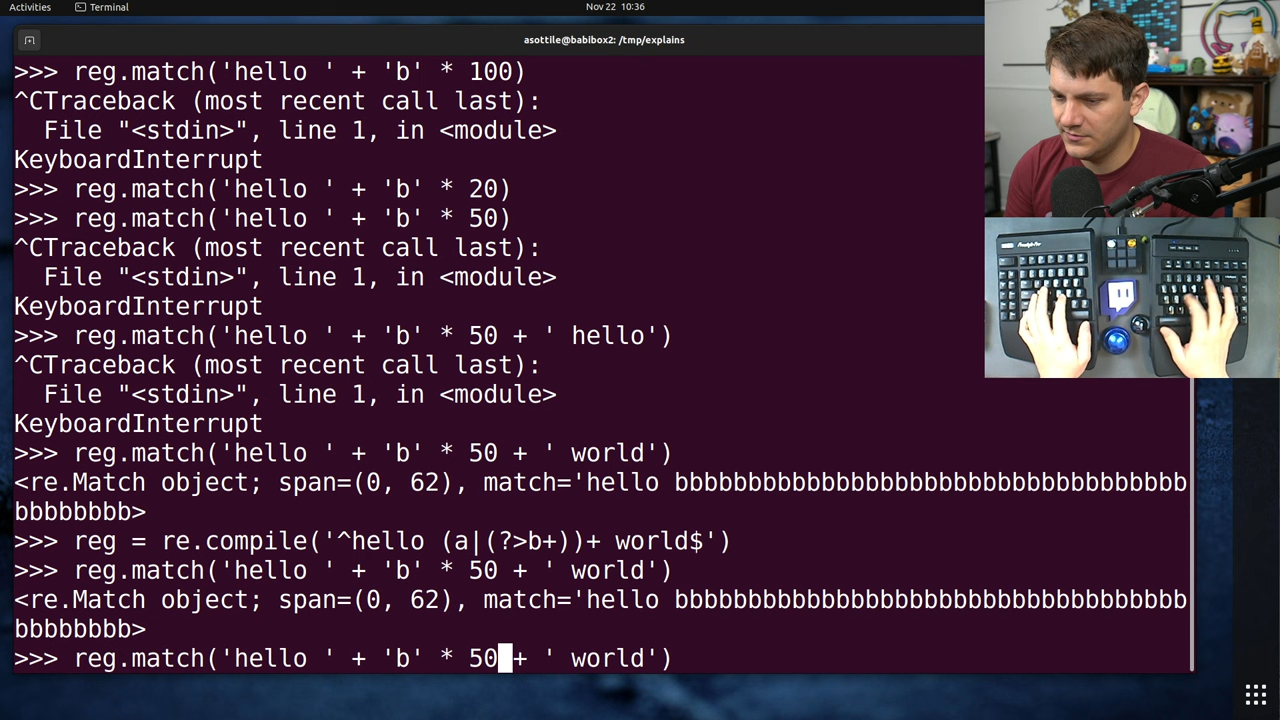 Activities Terminal Nov 22 10:36
asottile@babibox2: /tmp/explains
>>> reg.match('hello ' + 'b' * 100)
^CTraceback (most recent call last):
  File "<stdin>", line 1, in <module>
KeyboardInterrupt
>>> reg.match('hello ' + 'b' * 20)
>>> reg.match('hello ' + 'b' * 50)
^CTraceback (most recent call last):
  File "<stdin>", line 1, in <module>
KeyboardInterrupt
>>> reg.match('hello ' + 'b' * 50 + ' hello')
^CTraceback (most recent call last):
  File "<stdin>", line 1, in <module>
KeyboardInterrupt
>>> reg.match('hello ' + 'b' * 50 + ' world')
<re.Match object; span=(0, 62), match='hello bbbbbbbbbbbbbbbbbbbbbbbbbbbbbbbbbbb
bbbbbbbb>
>>> reg = re.compile('^hello (a|(?>b+))+ world$')
>>> reg.match('hello ' + 'b' * 50 + ' world')
<re.Match object; span=(0, 62), match='hello bbbbbbbbbbbbbbbbbbbbbbbbbbbbbbbbbbb
bbbbbbbb>
>>> reg.match('hello ' + 'b' * 50 + ' world')